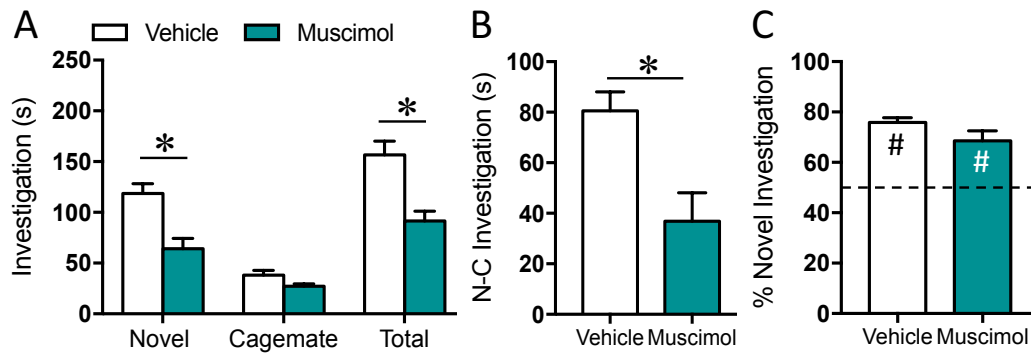 A
Vehicle Muscimol
Investigation (s)
250
200
150
100
50
0
*
*
Novel Cagemate Total
B
N-C Investigation (s)
100
80
60
40
20
0
*
Vehicle Muscimol
C
% Novel Investigation
100
80
60
40
20
0
#
#
Vehicle Muscimol